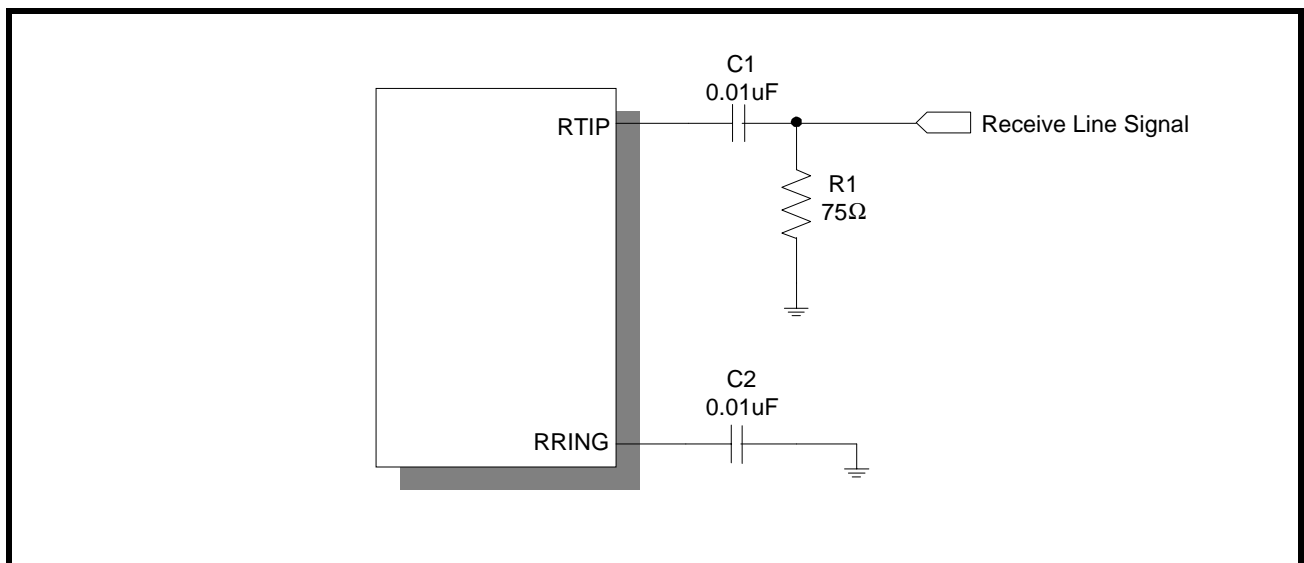 C1
0.01uF
RTIP
Receive Line Signal
R1
75Ω
C2
0.01uF
RRING